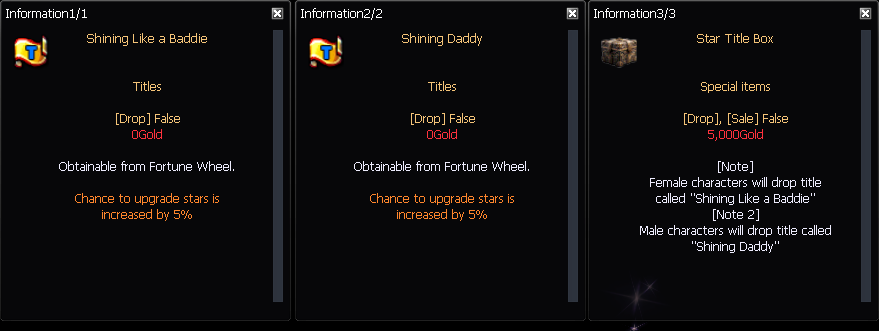 Information1/1
Shining Like a Baddie
T
Titles
[Drop] False
0Gold
Obtainable from Fortune Wheel.
Chance to upgrade stars is
increased by 5%
Information2/2
Shining Daddy
T
Titles
[Drop] False
0Gold
Obtainable from Fortune Wheel.
Chance to upgrade stars is
increased by 5%
Information3/3
Star Title Box
Special items
[Drop], [Sale] False
5,000Gold
[Note]
Female characters will drop title
called "Shining Like a Baddie"
[Note 2]
Male characters will drop title called
"Shining Daddy"